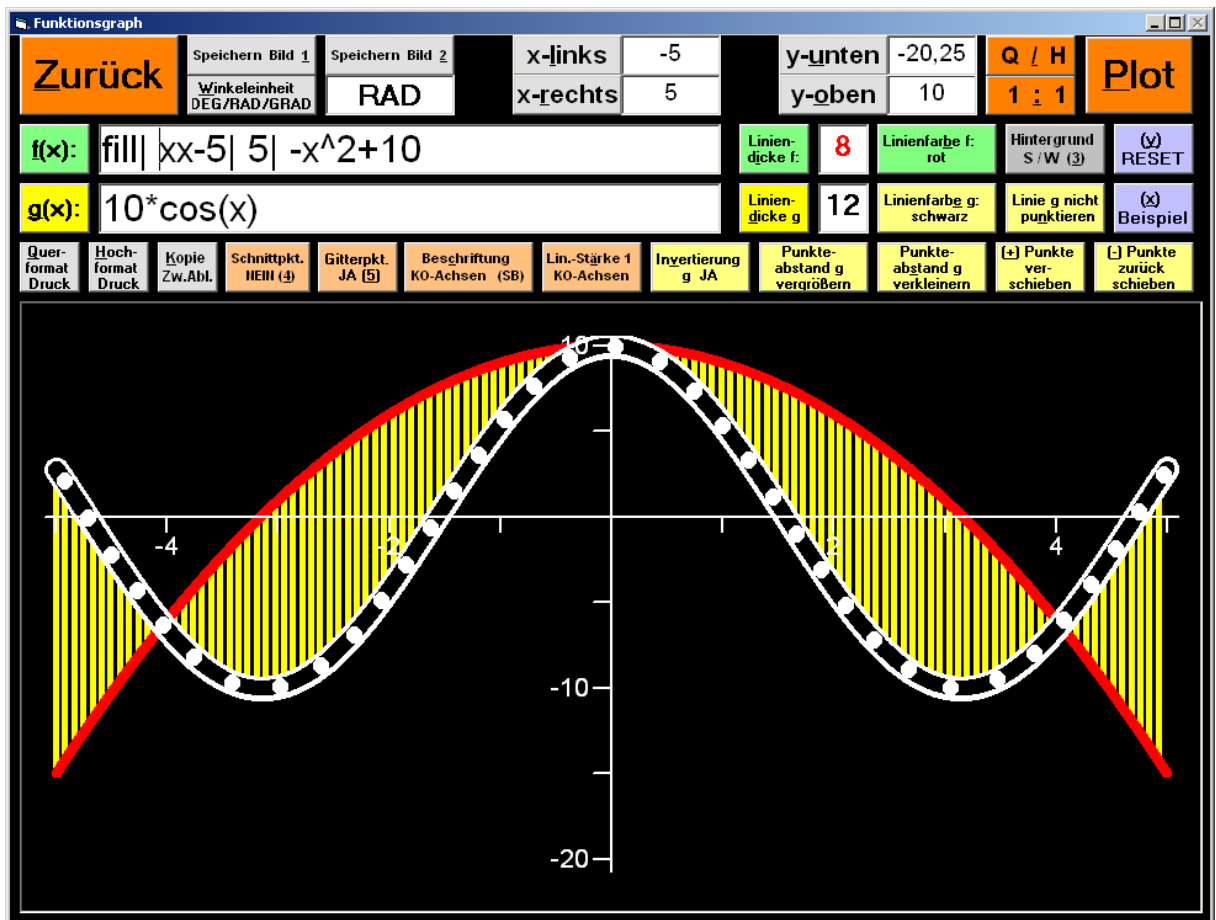 Funktionsgraph
Zurück
Speichern Bild 1
Speichern Bild 2
x-links
-5
y-unten
-20,25
Q / H
Plot
Winkeleinheit
DEG/RAD/GRAD
RAD
x-rechts
5
y-oben
10
1 : 1
f(x):
fill| xx-5| 5| -x^2+10
Linien-
dicke f:
8
Linienfarbe f:
rot
Hintergrund
S/W (3)
(y)
RESET
g(x):
10*cos(x)
Linien-
dicke g
12
Linienfarbe g:
schwarz
Linie g nicht
punktieren
(x)
Beispiel
Quer-
format
Druck
Hoch-
format
Druck
Kopie
Zw.Abl.
Schnittpkt.
NEIN (4)
Gitterpkt.
JA (5)
Beschriftung
KO-Achsen (SB)
Lin.-Stärke 1
KO-Achsen
Invertierung
g JA
Punkte-
abstand g
vergrößern
Punkte-
abstand g
verkleinern
(+) Punkte
ver-
schieben
(-) Punkte
zurück
schieben
10
-4
-2
2
4
-10
-20